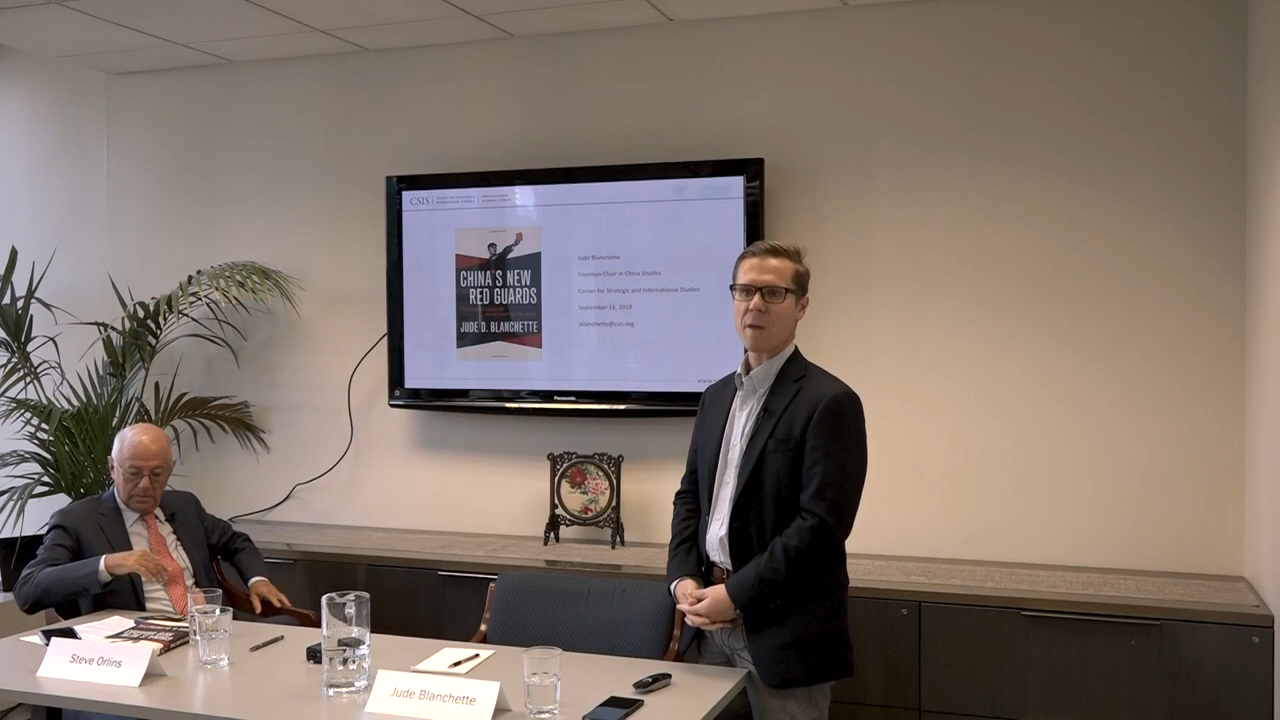 CSIS
CHINA'S NEW
RED GUARDS
JUDE D. BLANCHETTE
Jude Blanchette
Freeman Chair in China Studies
Center for Strategic and International Studies
September 16, 2019
jblanchette@csis.org
Panasonic
Steve Orlins
Jude Blanchette